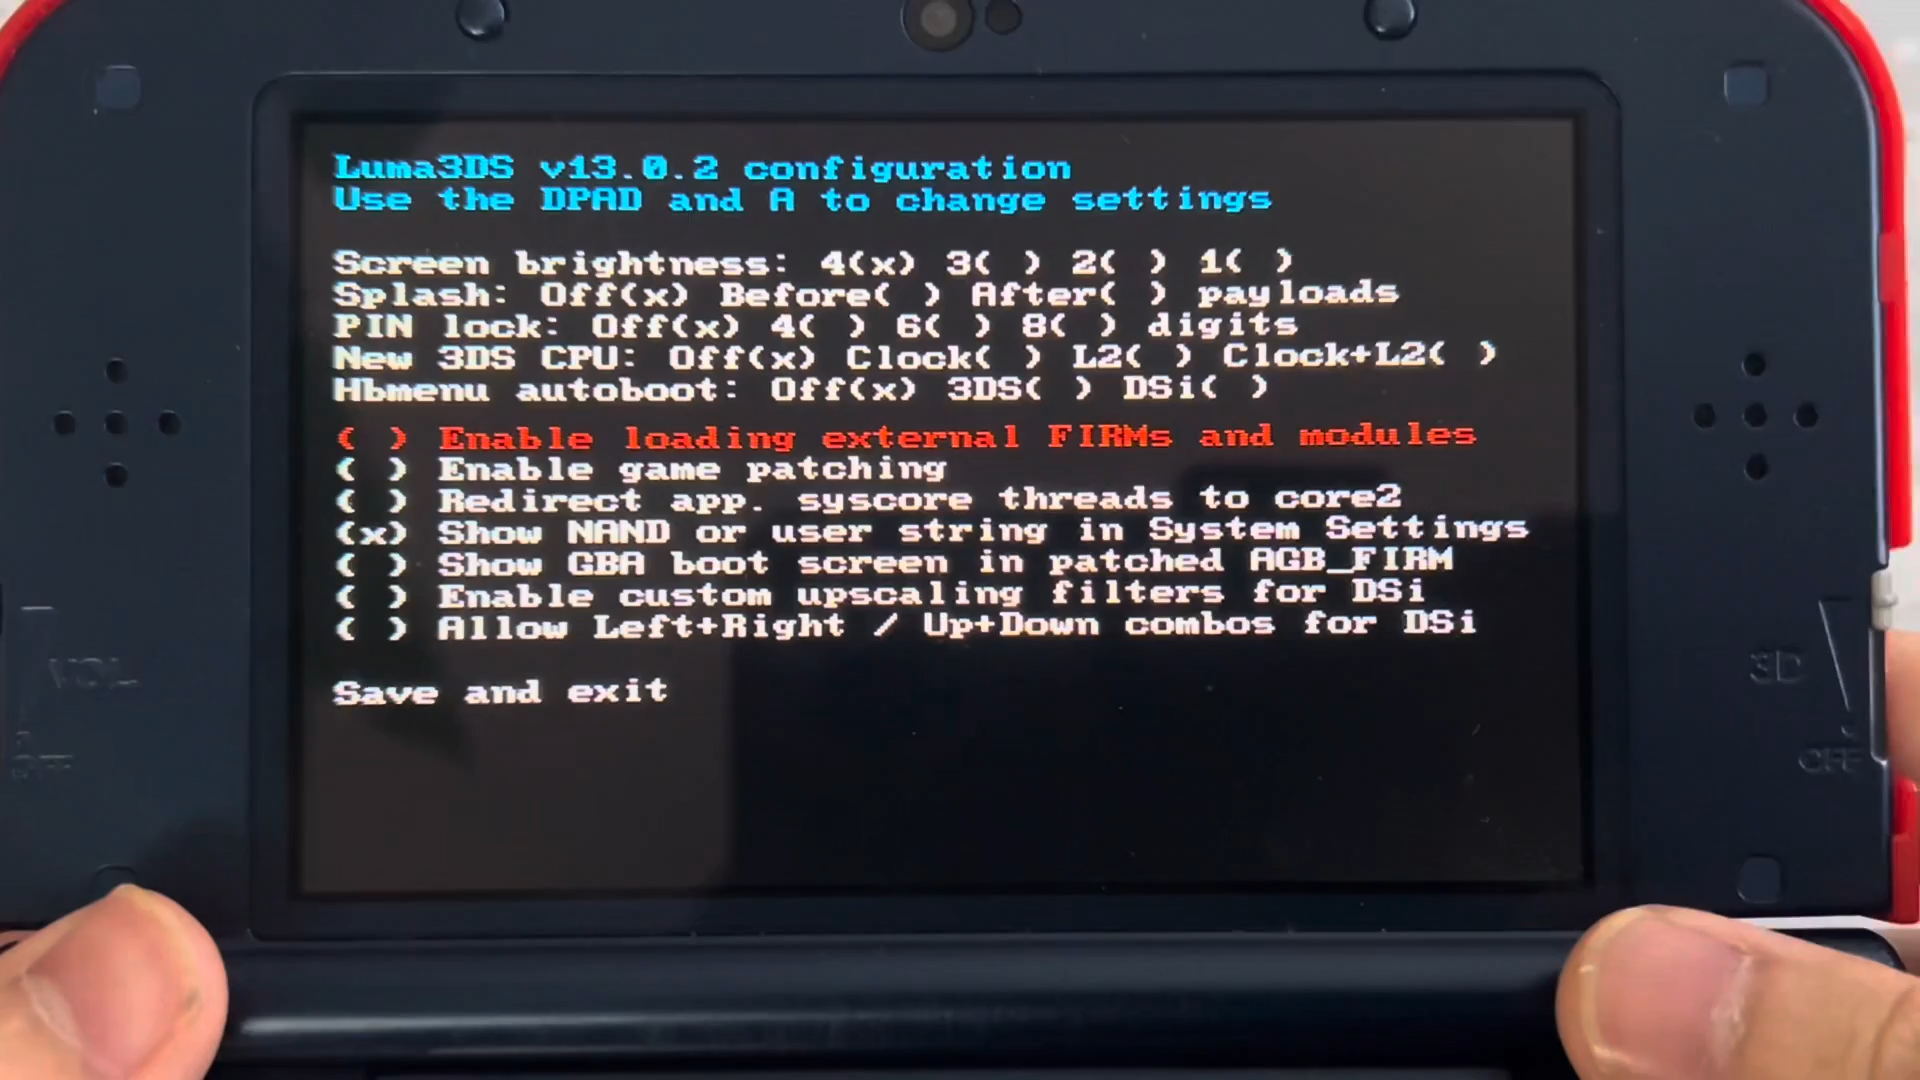 Luma3DS v13.0.2 configuration
Use the DPAD and A to change settings
Screen brightness: 4(x) 3( ) 2( ) 1( )
Splash: Off(x) Before( ) After( ) payloads
PIN lock: Off(x) 4( ) 6( ) 8( ) digits
New 3DS CPU: Off(x) Clock( ) L2( ) Clock+L2( )
Hbmenu autoboot: Off(x) 3DS( ) DSi( )
( ) Enable loading external FIRMs and modules
( ) Enable game patching
( ) Redirect app. syscore threads to core2
(x) Show NAND or user string in System Settings
( ) Show GBA boot screen in patched AGB_FIRM
( ) Enable custom upscaling filters for DSi
( ) Allow Left+Right / Up+Down combos for DSi
Save and exit
VOL
OFF
3D
OFF